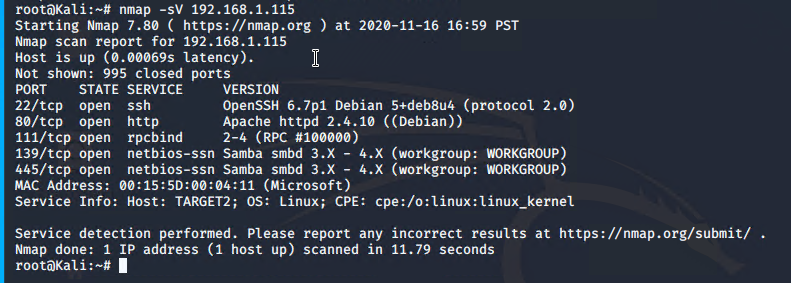 root@Kali:~# nmap -sV 192.168.1.115
Starting Nmap 7.80 ( https://nmap.org ) at 2020-11-16 16:59 PST
Nmap scan report for 192.168.1.115
Host is up (0.00069s latency).
Not shown: 995 closed ports
PORT    STATE SERVICE     VERSION
22/tcp  open  ssh         OpenSSH 6.7p1 Debian 5+deb8u4 (protocol 2.0)
80/tcp  open  http        Apache httpd 2.4.10 ((Debian))
111/tcp open  rpcbind     2-4 (RPC #100000)
139/tcp open  netbios-ssn Samba smbd 3.X - 4.X (workgroup: WORKGROUP)
445/tcp open  netbios-ssn Samba smbd 3.X - 4.X (workgroup: WORKGROUP)
MAC Address: 00:15:5D:00:04:11 (Microsoft)
Service Info: Host: TARGET2; OS: Linux; CPE: cpe:/o:linux:linux_kernel

Service detection performed. Please report any incorrect results at https://nmap.org/submit/ .
Nmap done: 1 IP address (1 host up) scanned in 11.79 seconds
root@Kali:~#